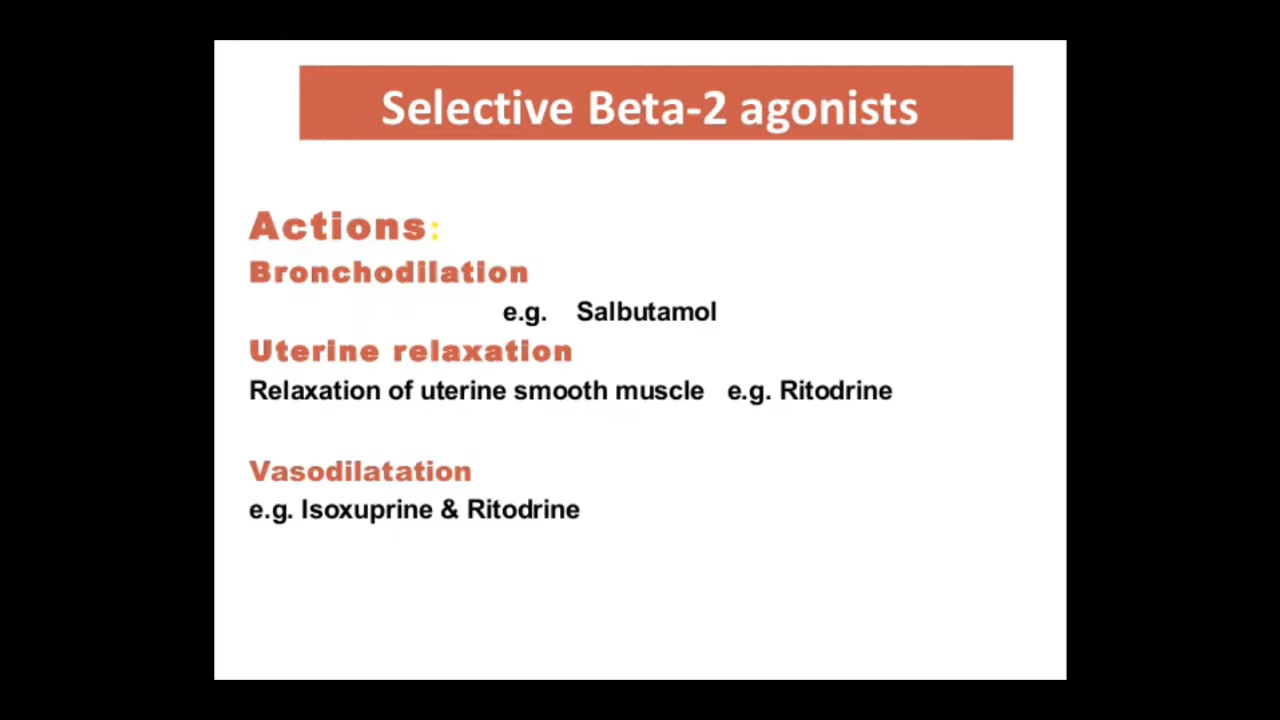 Selective Beta-2 agonists
Actions:
Bronchodilation
e.g. Salbutamol
Uterine relaxation
Relaxation of uterine smooth muscle e.g. Ritodrine
Vasodilatation
e.g. Isoxuprine & Ritodrine